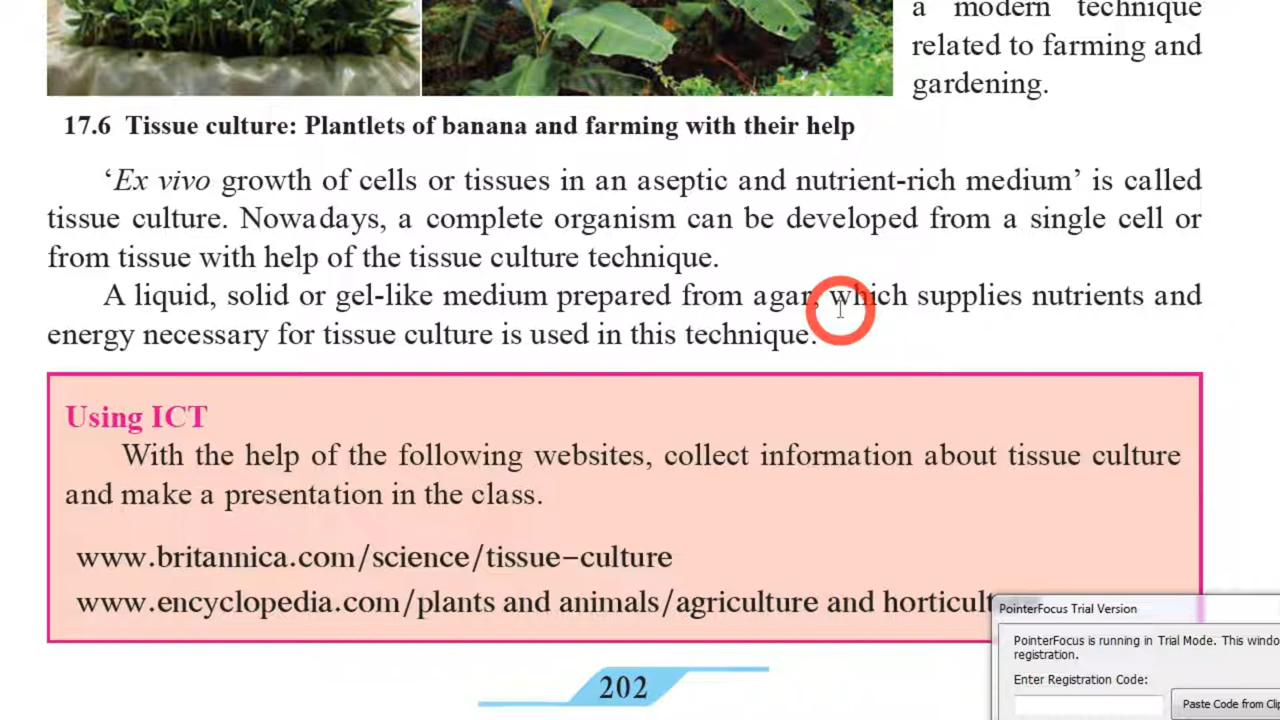 a modern technique
related to farming and
gardening.
17.6 Tissue culture: Plantlets of banana and farming with their help
‘Ex vivo growth of cells or tissues in an aseptic and nutrient-rich medium’ is called
tissue culture. Nowadays, a complete organism can be developed from a single cell or
from tissue with help of the tissue culture technique.
A liquid, solid or gel-like medium prepared from agar, which supplies nutrients and
energy necessary for tissue culture is used in this technique.
Using ICT
With the help of the following websites, collect information about tissue culture
and make a presentation in the class.
www.britannica.com/science/tissue-culture
www.encyclopedia.com/plants and animals/agriculture and
PointerFocus Trial Version
PointerFocus is running in Trial Mode. This
registration.
Enter Registration Code:
Paste Code from
202